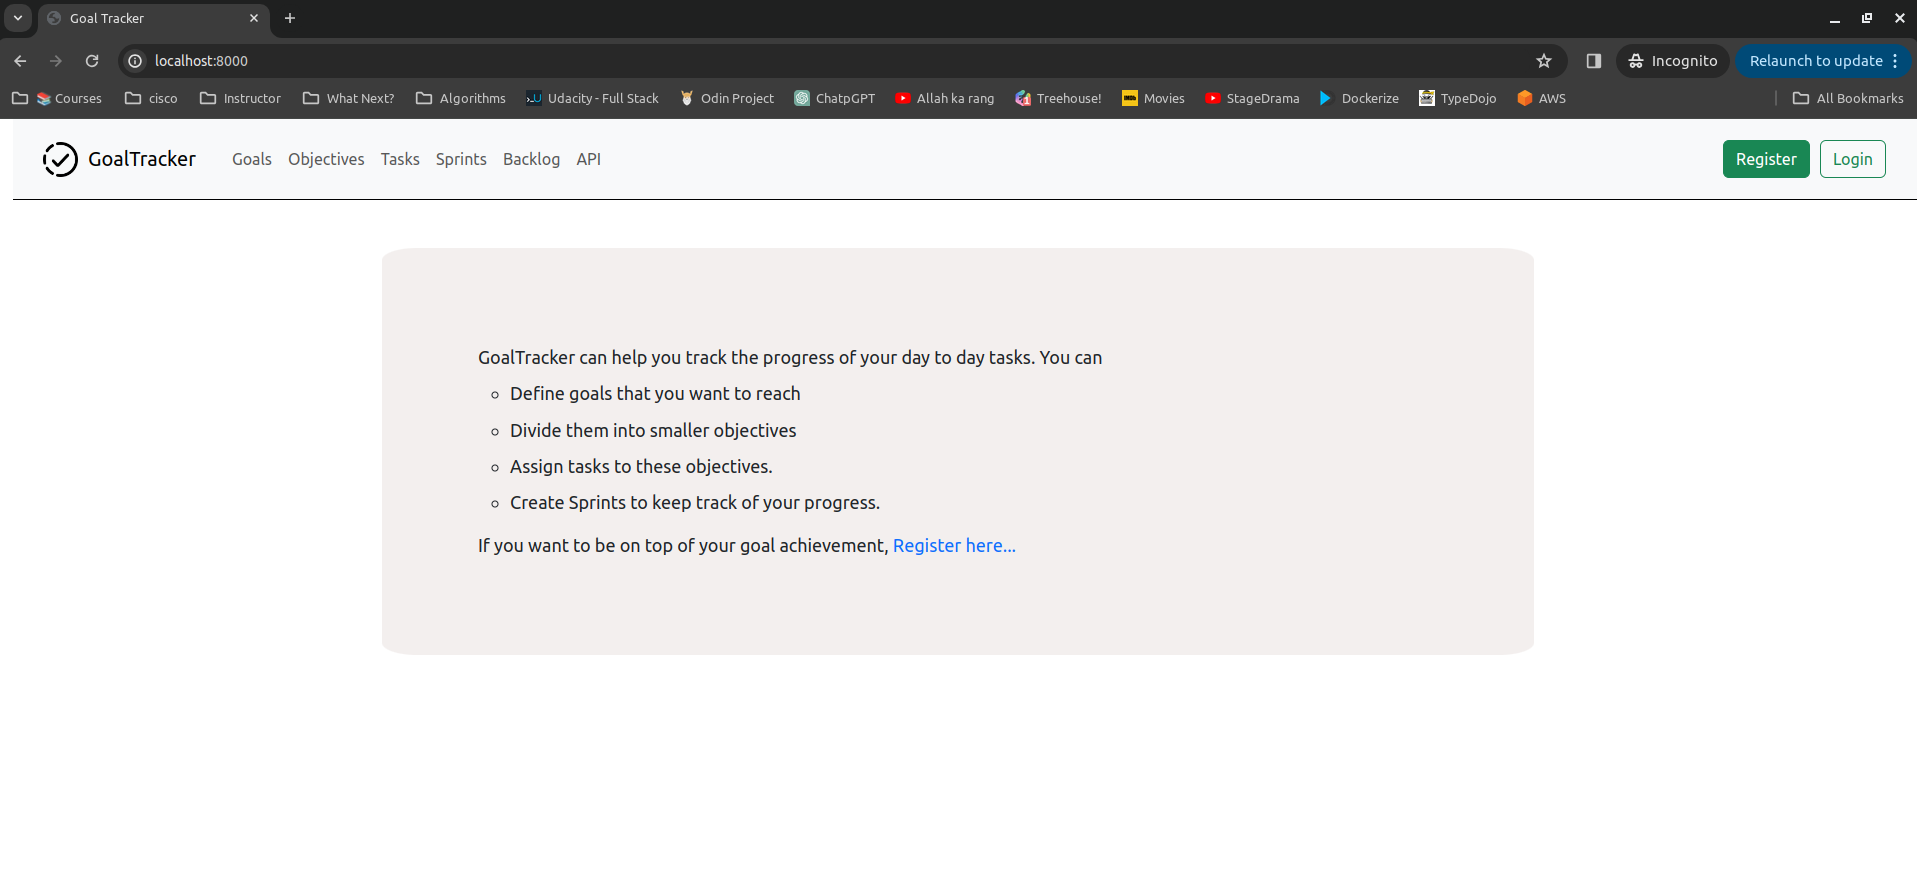 Goal Tracker
localhost:8000
Incognito
Relaunch to update
Courses cisco Instructor What Next? Algorithms Udacity - Full Stack Odin Project ChatpGPT Allah ka rang Treehouse! Movies StageDrama Dockerize TypeDojo AWS All Bookmarks
GoalTracker Goals Objectives Tasks Sprints Backlog API Register Login
GoalTracker can help you track the progress of your day to day tasks. You can
Define goals that you want to reach
Divide them into smaller objectives
Assign tasks to these objectives.
Create Sprints to keep track of your progress.
If you want to be on top of your goal achievement, Register here...